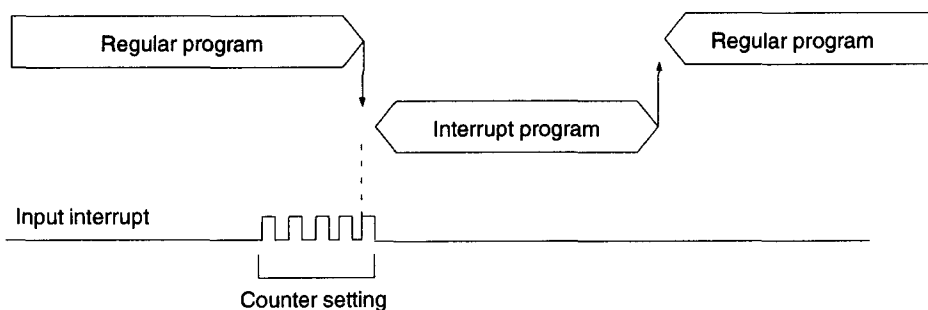 Regular program
Regular program
Interrupt program
Input interrupt
Counter setting